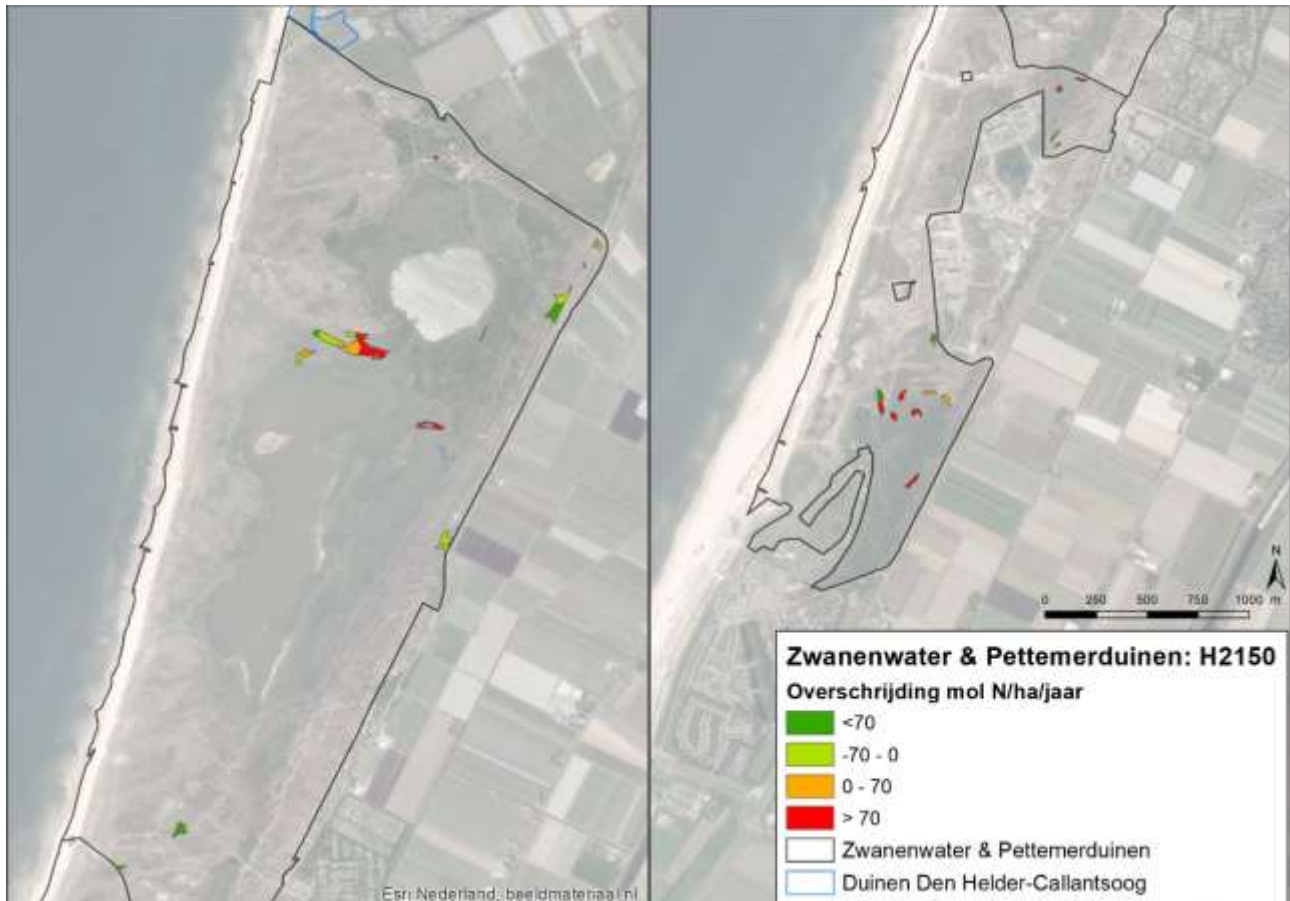 N
0 250 500 750 1000 m
Zwanenwater & Pettemerduinen: H2150
Overschrijding mol N/ha/jaar
<70
-70 - 0
0 - 70
> 70
Zwanenwater & Pettemerduinen
Duinen Den Helder-Callantsoog
Esri Nederland, beeldmateriaal.nl